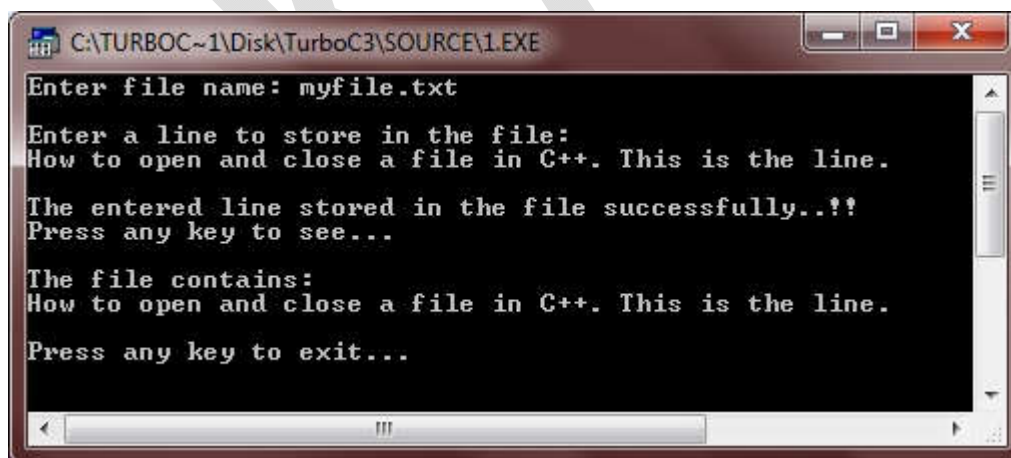 C:\TURBOC~1\Disk\TurboC3\SOURCE\1.EXE
Enter file name: myfile.txt
Enter a line to store in the file:
How to open and close a file in C++. This is the line.
The entered line stored in the file successfully..!!
Press any key to see...
The file contains:
How to open and close a file in C++. This is the line.
Press any key to exit...